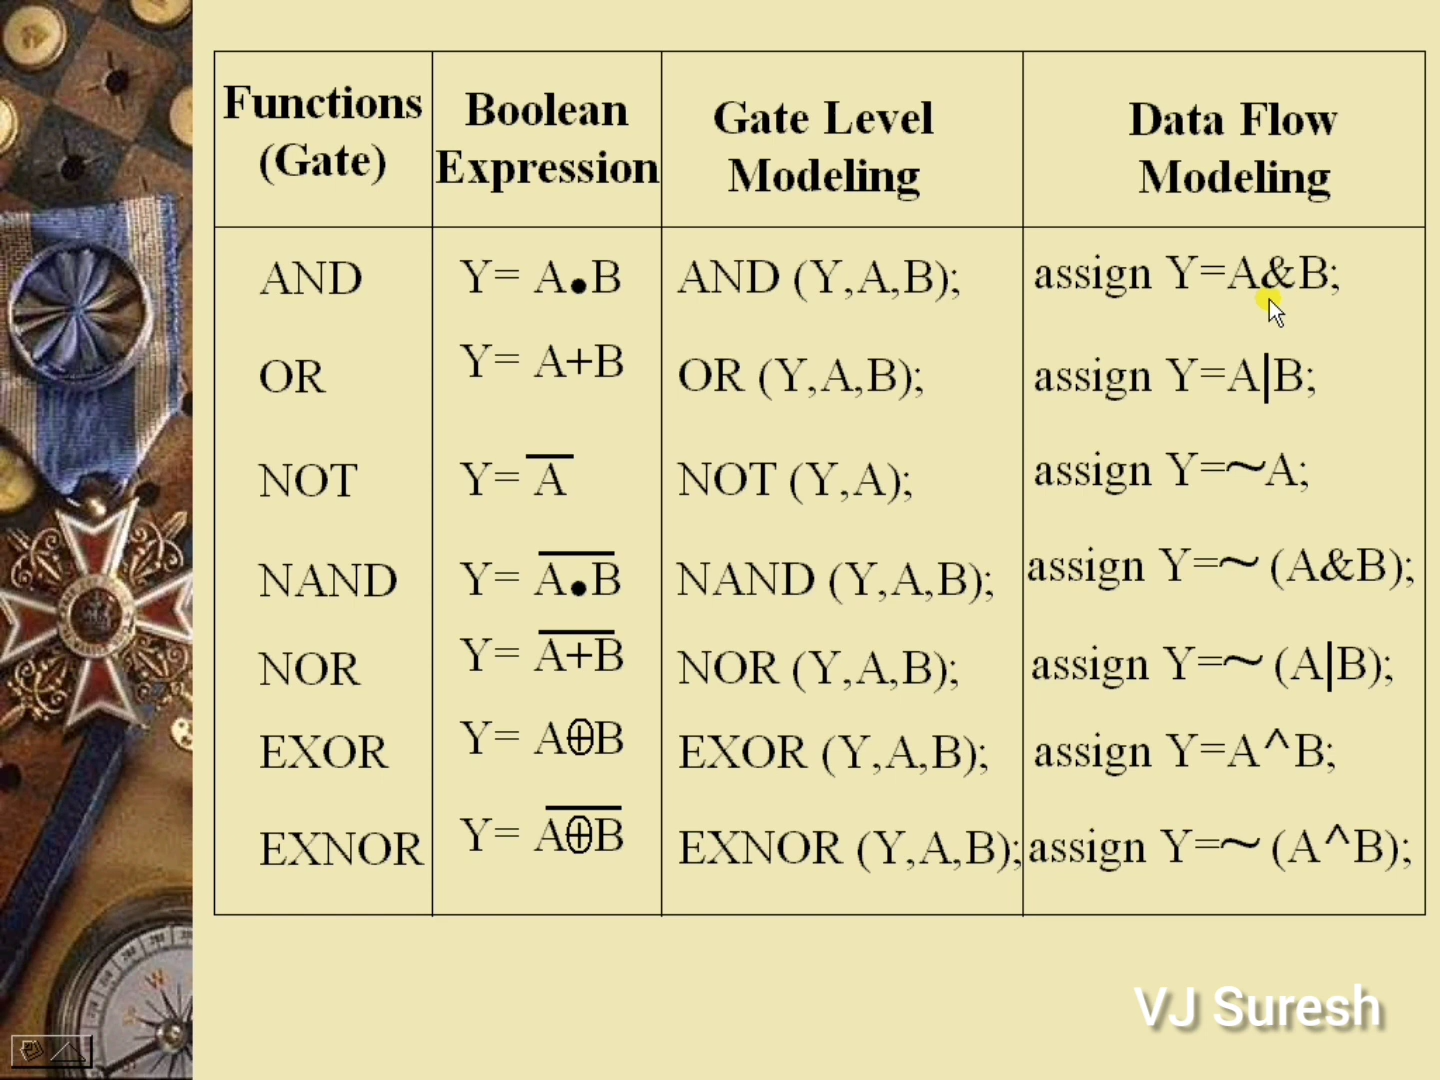 Functions (Gate) Boolean Expression Gate Level Modeling Data Flow Modeling
AND Y= A•B AND (Y,A,B); assign Y=A&B;
OR Y= A+B OR (Y,A,B); assign Y=A|B;
NOT Y= A̅ NOT (Y,A); assign Y=~A;
NAND Y= A̅•̅B̅ NAND (Y,A,B); assign Y=~ (A&B);
NOR Y= A̅+̅B̅ NOR (Y,A,B); assign Y=~ (A|B);
EXOR Y= A⊕B EXOR (Y,A,B); assign Y=A^B;
EXNOR Y= A̅⊕̅B̅ EXNOR (Y,A,B); assign Y=~ (A^B);
VJ Suresh